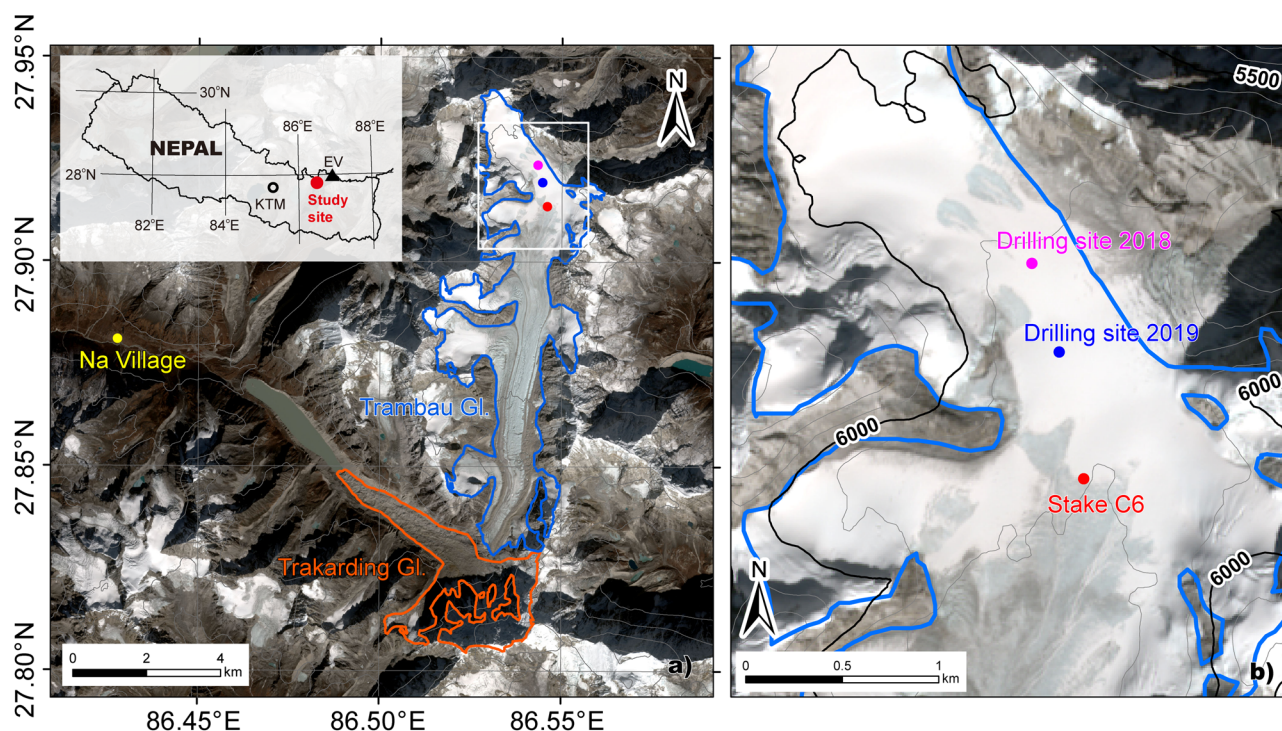 27.95°N
27.90°N
27.85°N
27.80°N
86.45°E
86.50°E
86.55°E
30°N
28°N
82°E
84°E
86°E
88°E
NEPAL
KTM
EV
Study
site
N
Na Village
Trambau Gl.
Trakarding Gl.
0 2 4
km
a)
5500
Drilling site 2018
Drilling site 2019
6000
6000
Stake C6
6000
N
0 0.5 1
km
b)